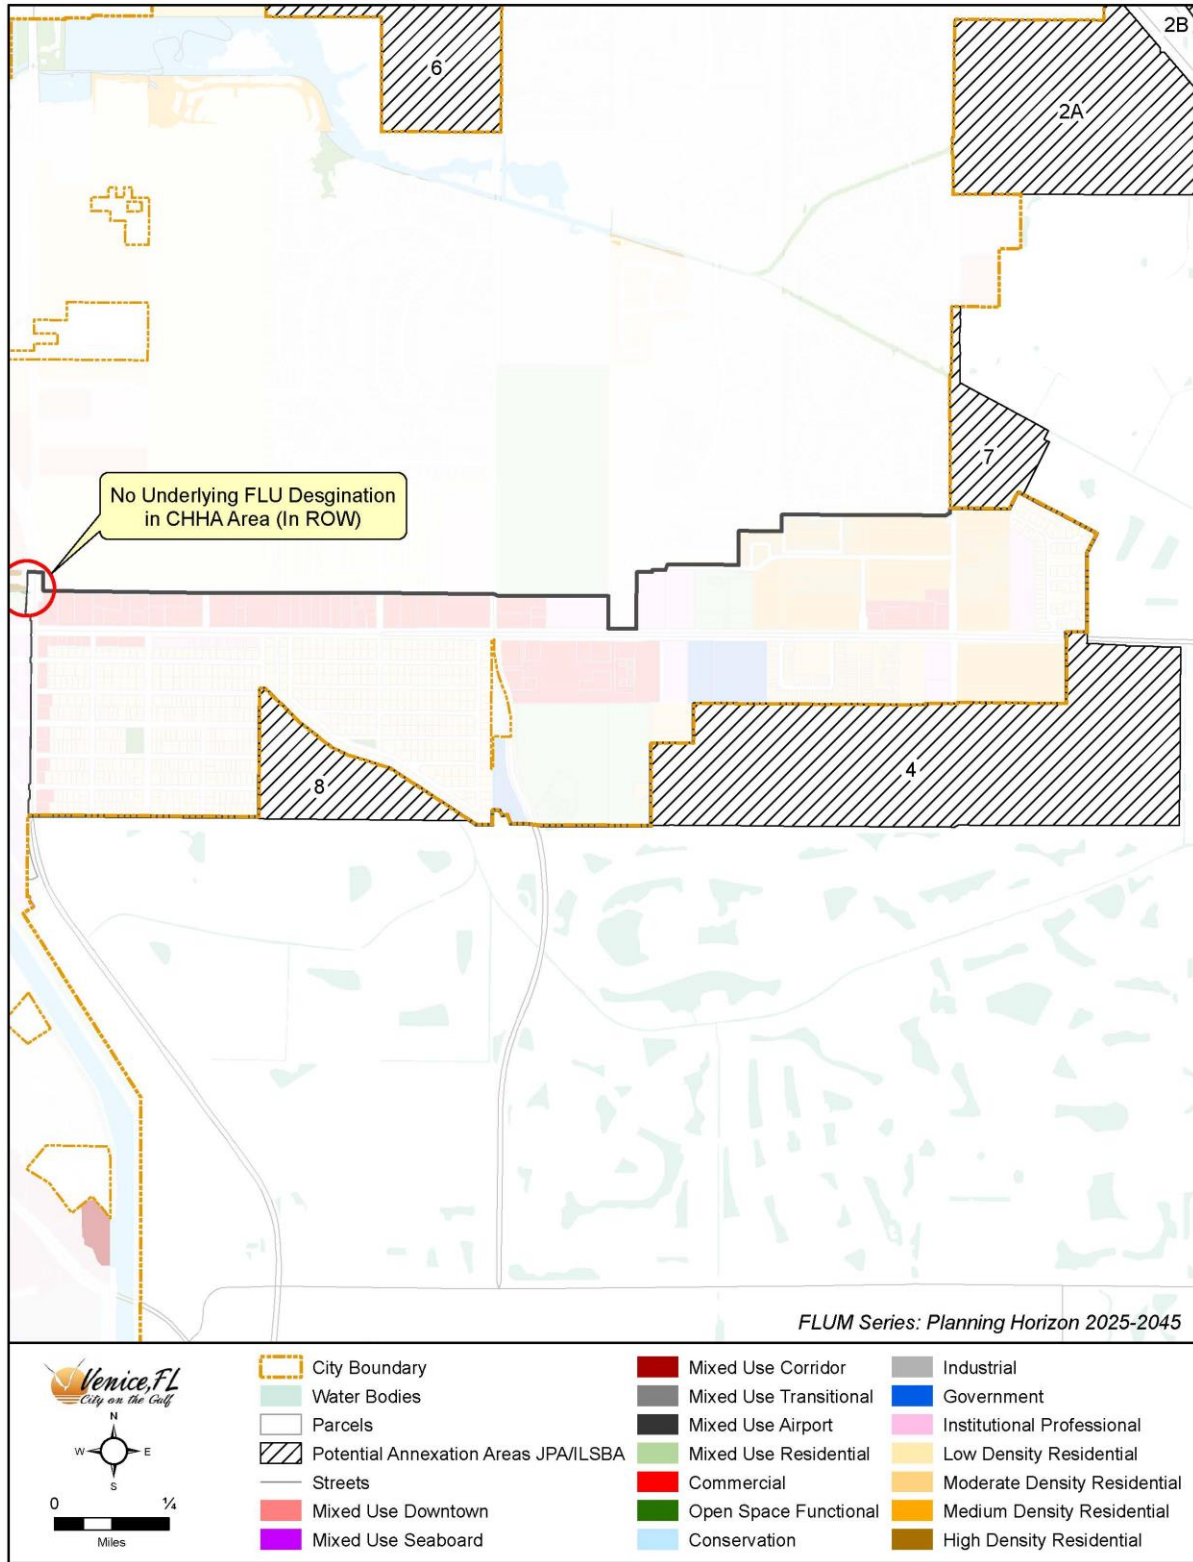 2B
6
2A
7
No Underlying FLU Desgination
in CHHA Area (In ROW)
8
4
FLUM Series: Planning Horizon 2025-2045
Venice, FL
City on the Gulf
N
W
E
S
0
¼
Miles
City Boundary
Water Bodies
Parcels
Potential Annexation Areas JPA/ILSBA
Streets
Mixed Use Downtown
Mixed Use Seaboard
Mixed Use Corridor
Mixed Use Transitional
Mixed Use Airport
Mixed Use Residential
Commercial
Open Space Functional
Conservation
Industrial
Government
Institutional Professional
Low Density Residential
Moderate Density Residential
Medium Density Residential
High Density Residential